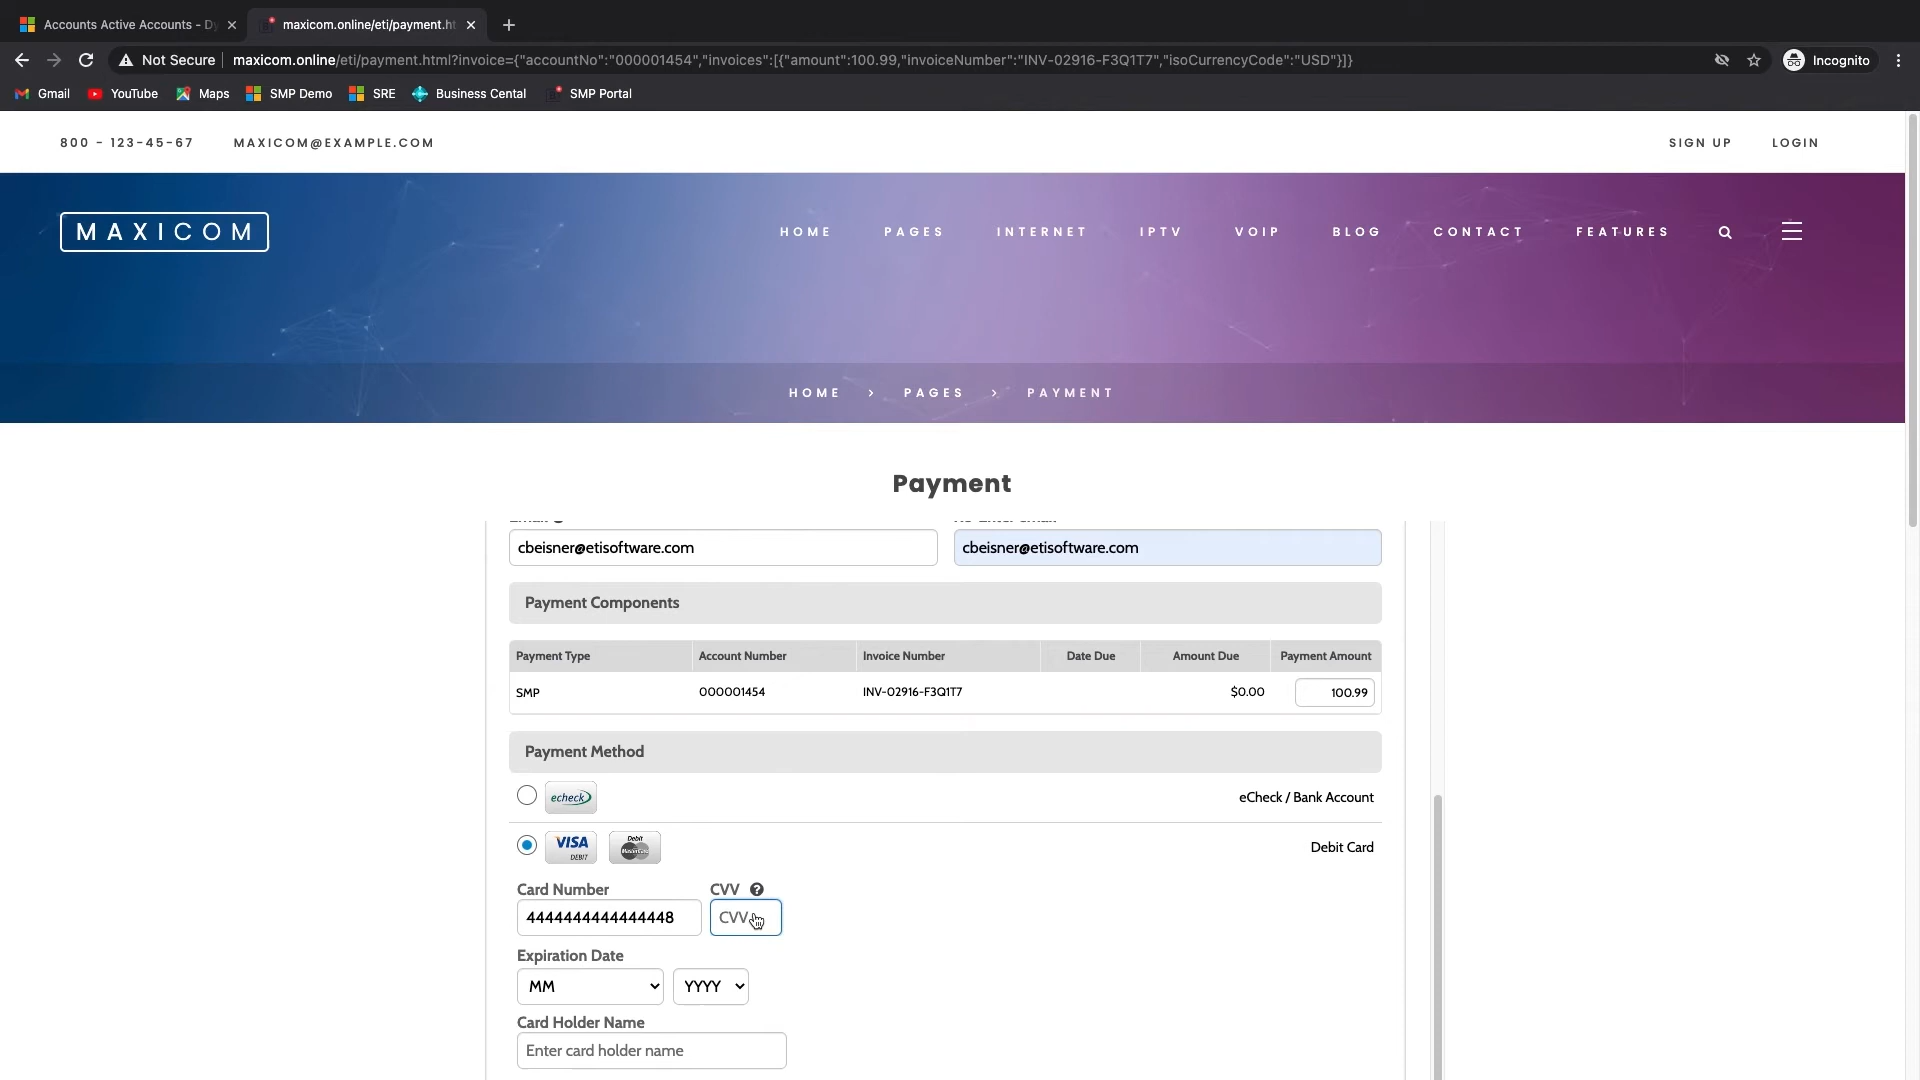 Accounts Active Accounts - Dy
maxicom.online/eti/payment.ht
Not Secure maxicom.online/eti/payment.html?invoice={"accountNo":"000001454","invoices":[{"amount":100.99,"invoiceNumber":"INV-02916-F3Q1T7","isoCurrencyCode":"USD"}]} Incognito
Gmail YouTube Maps SMP Demo SRE Business Cental SMP Portal
800 - 123-45-67 MAXICOM@EXAMPLE.COM SIGN UP LOGIN
MAXICOM HOME PAGES INTERNET IPTV VOIP BLOG CONTACT FEATURES
HOME > PAGES > PAYMENT
Payment
cbeisner@etisoftware.com cbeisner@etisoftware.com
Payment Components
Payment Type Account Number Invoice Number Date Due Amount Due Payment Amount
SMP 000001454 INV-02916-F3Q1T7 $0.00 100.99
Payment Method
echeck eCheck / Bank Account
VISA DEBIT Debit MasterCard Debit Card
Card Number CVV ?
4444444444444448 CVV
Expiration Date
MM YYYY
Card Holder Name
Enter card holder name